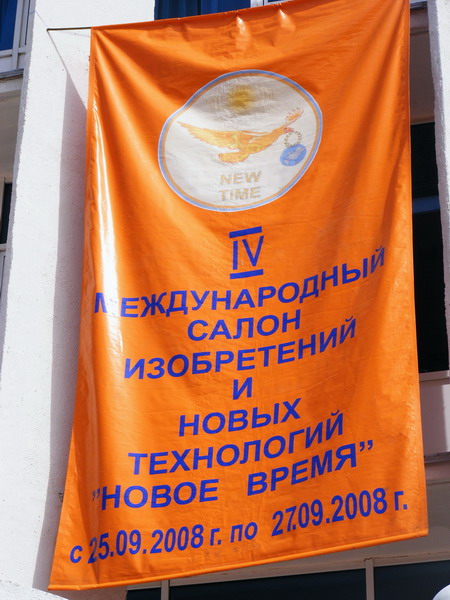 NEW
TIME
IV
МЕЖДУНАРОДНЫЙ
САЛОН
ИЗОБРЕТЕНИЙ
И
НОВЫХ
ТЕХНОЛОГИЙ
"НОВОЕ ВРЕМЯ"
с 25.09.2008 г. по 27.09.2008 г.